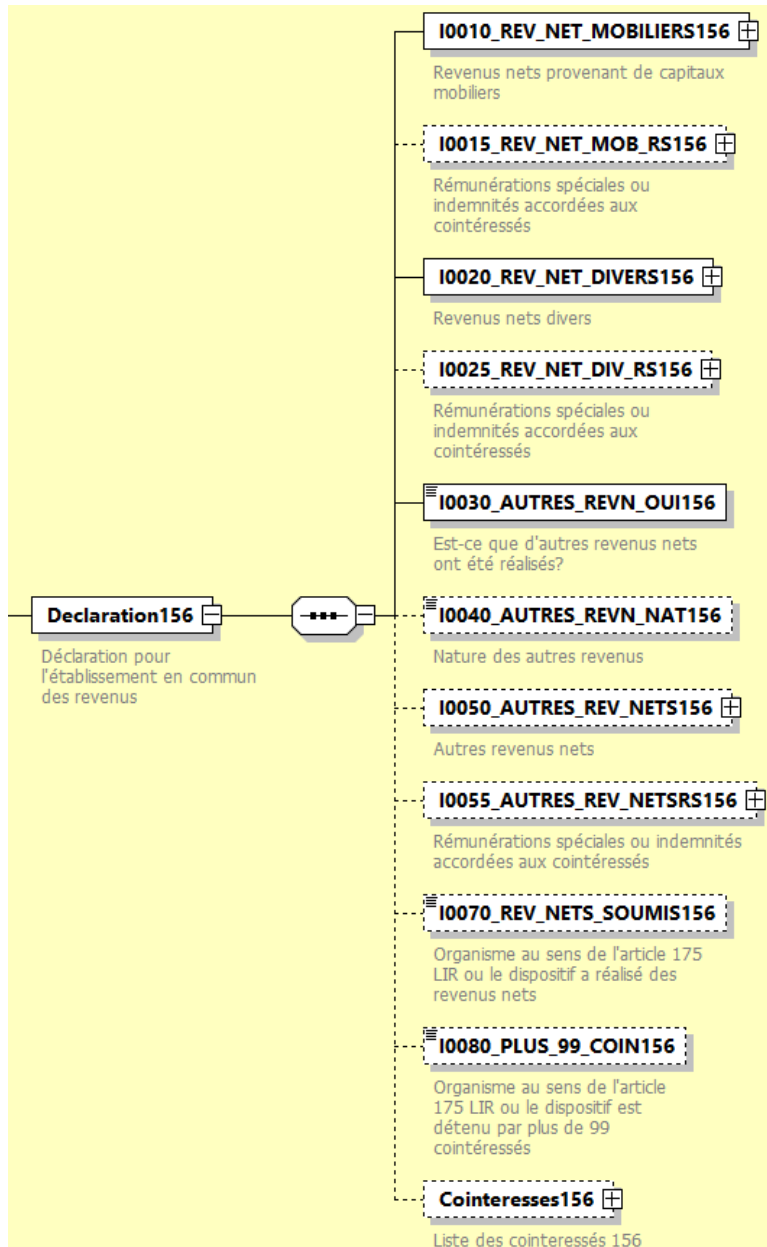 I0010_REV_NET_MOBILIERS156
Revenus nets provenant de capitaux
mobiliers
I0015_REV_NET_MOB_RS156
Rémunérations spéciales ou
indemnités accordées aux
cointéressés
I0020_REV_NET_DIVERS156
Revenus nets divers
I0025_REV_NET_DIV_RS156
Rémunérations spéciales ou
indemnités accordées aux
cointéressés
I0030_AUTRES_REVN_OUI156
Est-ce que d'autres revenus nets
ont été réalisés?
Declaration156
Déclaration pour
l'établissement en commun
des revenus
I0040_AUTRES_REVN_NAT156
Nature des autres revenus
I0050_AUTRES_REV_NETS156
Autres revenus nets
I0055_AUTRES_REV_NETSRS156
Rémunérations spéciales ou indemnités
accordées aux cointéressés
I0070_REV_NETS_SOUMIS156
Organisme au sens de l'article 175
LIR ou le dispositif a réalisé des
revenus nets
I0080_PLUS_99_COIN156
Organisme au sens de l'article
175 LIR ou le dispositif est
détenu par plus de 99
cointéressés
Cointeresses156
Liste des cointeressés 156